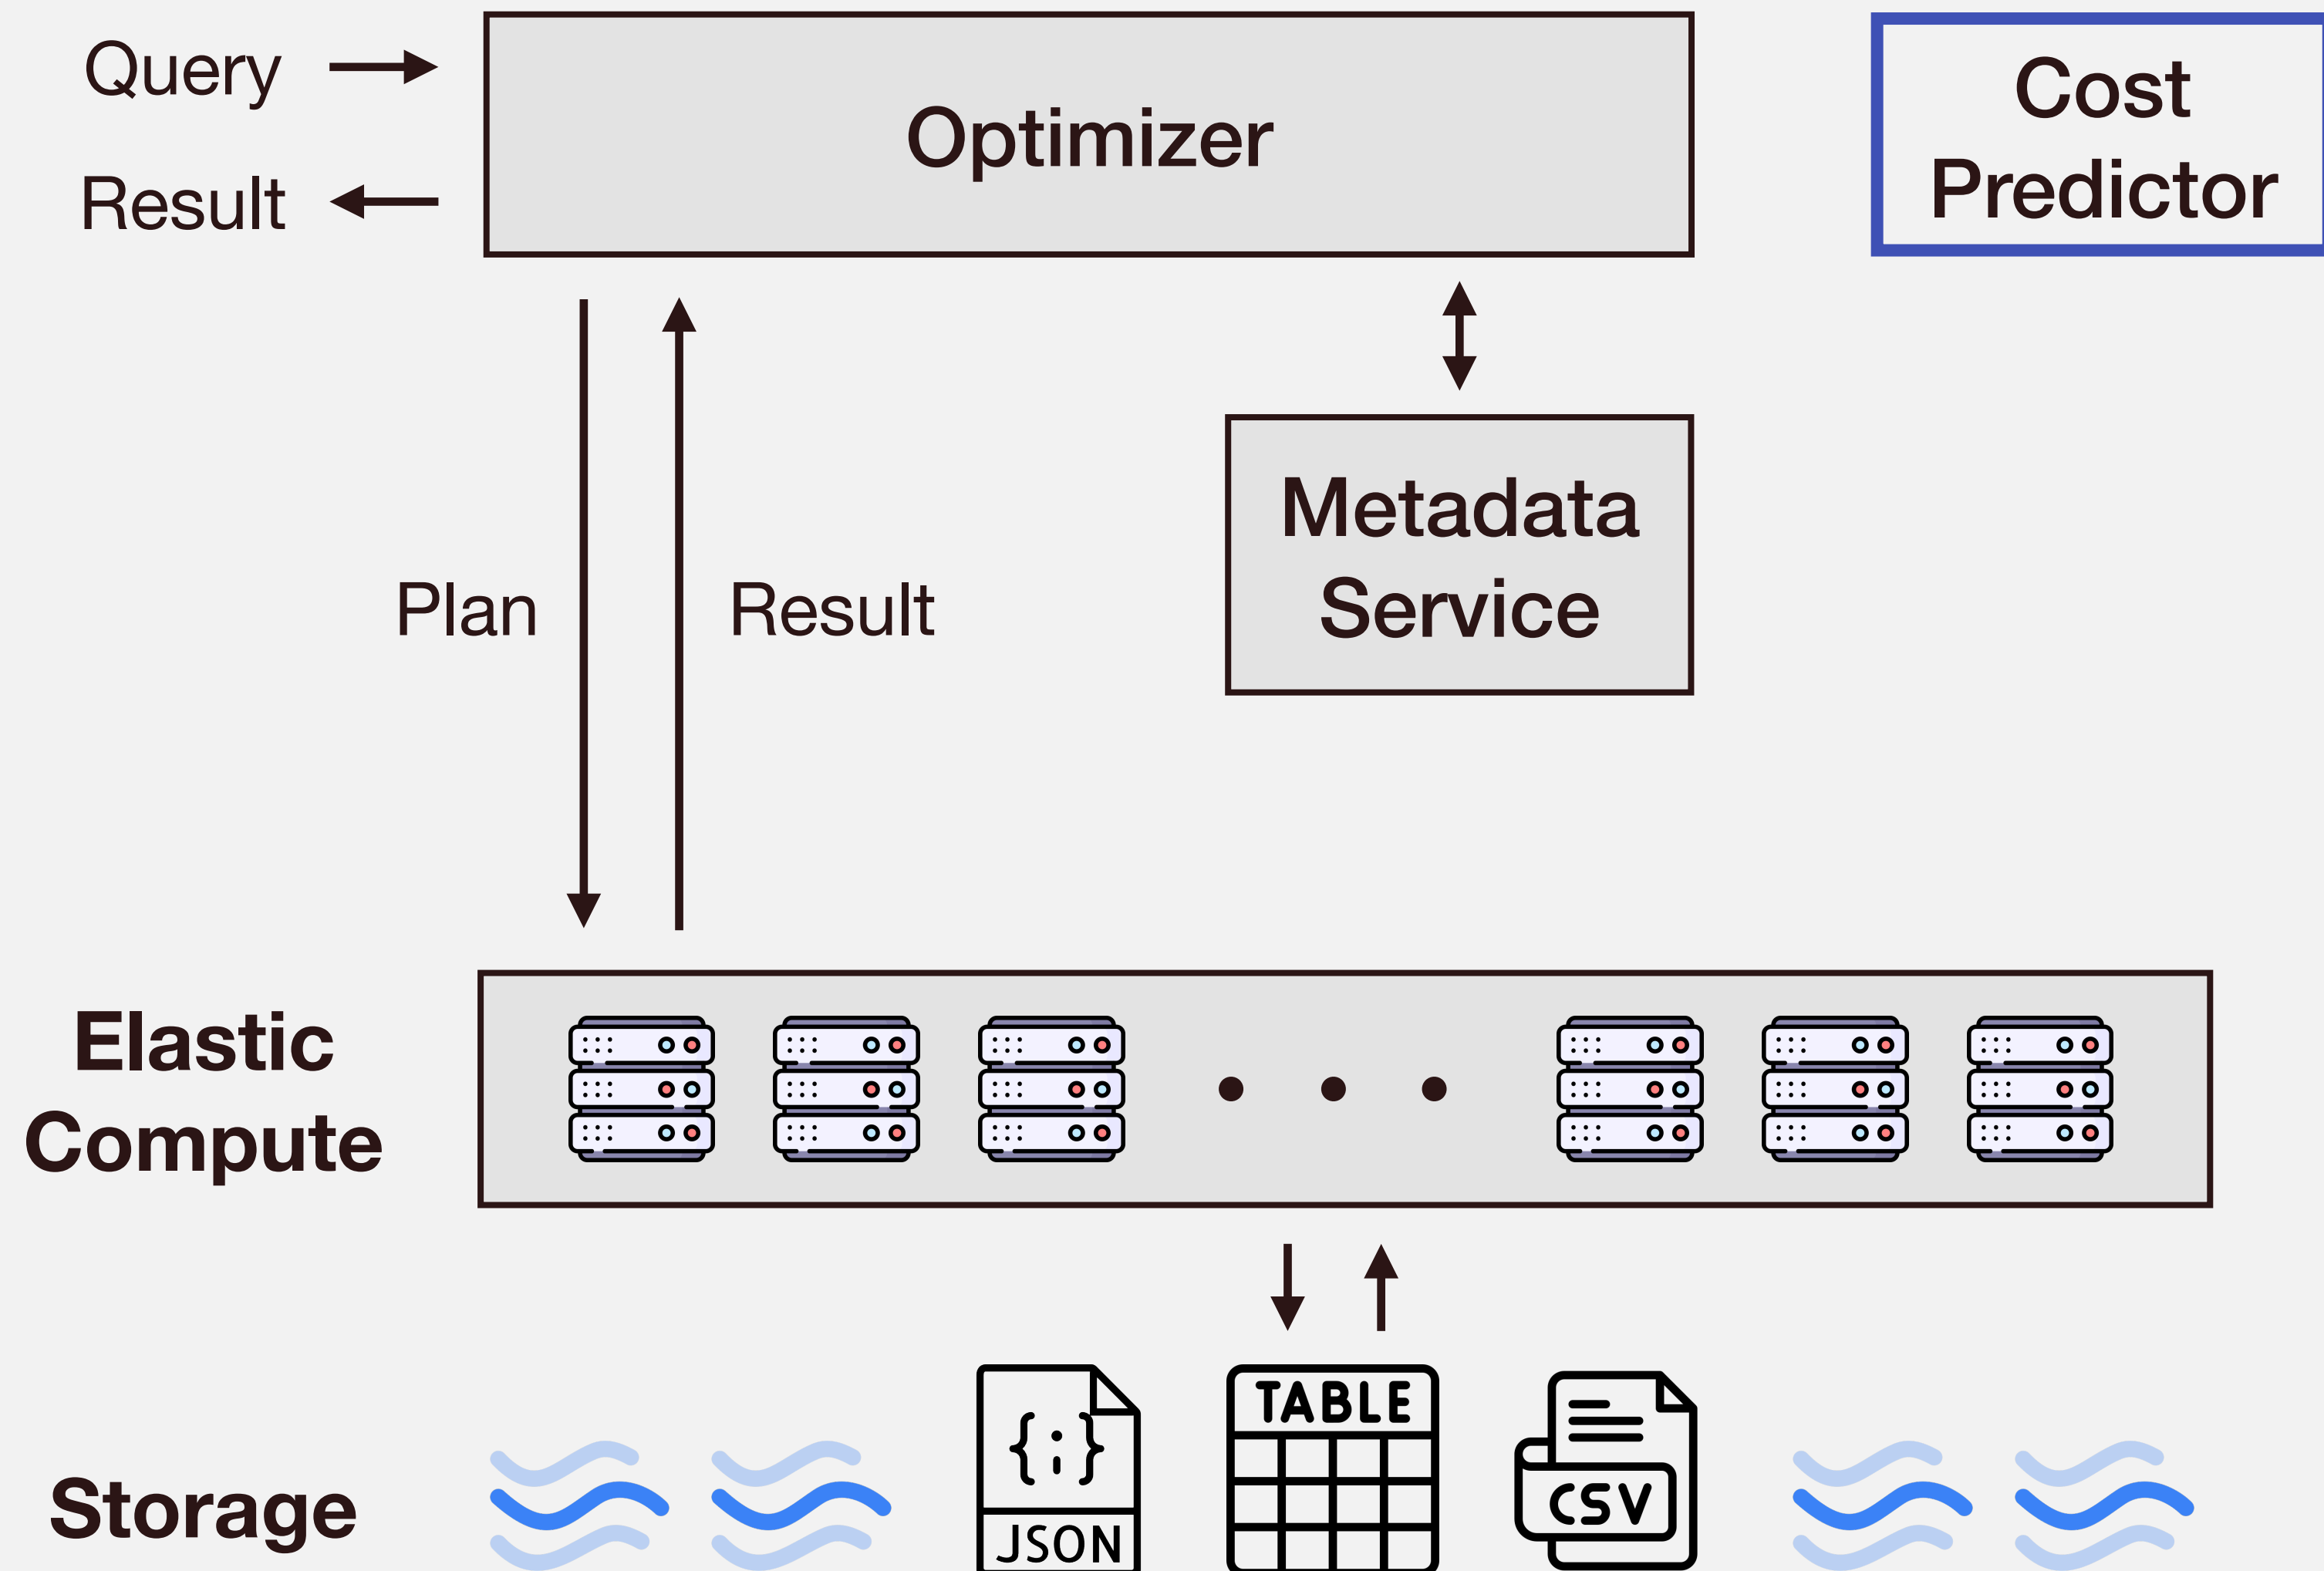 Query
Result
Optimizer
Cost
Predictor
Plan
Result
Metadata
Service
Elastic
Compute
Storage
{:}
JSON
TABLE
CSV